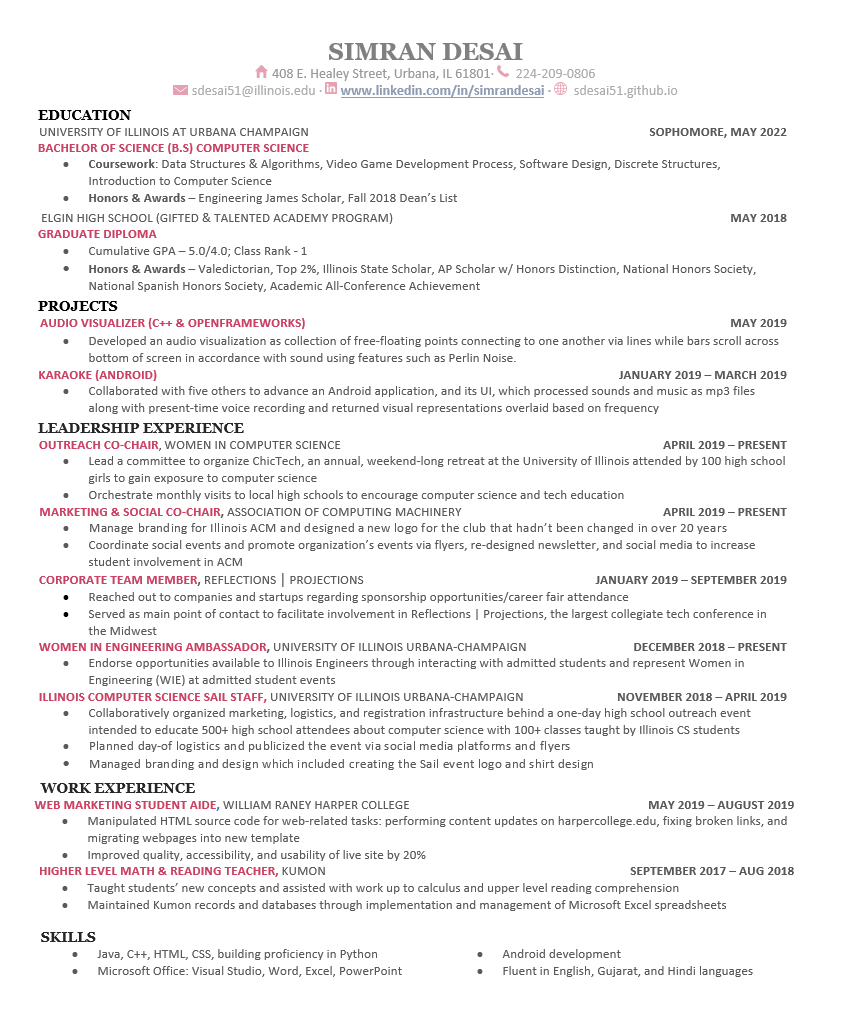 SIMRAN DESAI
408 E. Healey Street, Urbana, IL 61801· 224-209-0806
sdesai51@illinois.edu · www.linkedin.com/in/simrandesai · sdesai51.github.io
EDUCATION
UNIVERSITY OF ILLINOIS AT URBANA CHAMPAIGN SOPHOMORE, MAY 2022
BACHELOR OF SCIENCE (B.S) COMPUTER SCIENCE
• Coursework: Data Structures & Algorithms, Video Game Development Process, Software Design, Discrete Structures,
Introduction to Computer Science
• Honors & Awards – Engineering James Scholar, Fall 2018 Dean’s List
ELGIN HIGH SCHOOL (GIFTED & TALENTED ACADEMY PROGRAM) MAY 2018
GRADUATE DIPLOMA
• Cumulative GPA – 5.0/4.0; Class Rank - 1
• Honors & Awards – Valedictorian, Top 2%, Illinois State Scholar, AP Scholar w/ Honors Distinction, National Honors Society,
National Spanish Honors Society, Academic All-Conference Achievement
PROJECTS
AUDIO VISUALIZER (C++ & OPENFRAMEWORKS) MAY 2019
• Developed an audio visualization as collection of free-floating points connecting to one another via lines while bars scroll across
bottom of screen in accordance with sound using features such as Perlin Noise.
KARAOKE (ANDROID) JANUARY 2019 – MARCH 2019
• Collaborated with five others to advance an Android application, and its UI, which processed sounds and music as mp3 files
along with present-time voice recording and returned visual representations overlaid based on frequency
LEADERSHIP EXPERIENCE
OUTREACH CO-CHAIR, WOMEN IN COMPUTER SCIENCE APRIL 2019 – PRESENT
• Lead a committee to organize ChicTech, an annual, weekend-long retreat at the University of Illinois attended by 100 high school
girls to gain exposure to computer science
• Orchestrate monthly visits to local high schools to encourage computer science and tech education
MARKETING & SOCIAL CO-CHAIR, ASSOCIATION OF COMPUTING MACHINERY APRIL 2019 – PRESENT
• Manage branding for Illinois ACM and designed a new logo for the club that hadn’t been changed in over 20 years
• Coordinate social events and promote organization’s events via flyers, re-designed newsletter, and social media to increase
student involvement in ACM
CORPORATE TEAM MEMBER, REFLECTIONS | PROJECTIONS JANUARY 2019 – SEPTEMBER 2019
• Reached out to companies and startups regarding sponsorship opportunities/career fair attendance
• Served as main point of contact to facilitate involvement in Reflections | Projections, the largest collegiate tech conference in
the Midwest
WOMEN IN ENGINEERING AMBASSADOR, UNIVERSITY OF ILLINOIS URBANA-CHAMPAIGN DECEMBER 2018 – PRESENT
• Endorse opportunities available to Illinois Engineers through interacting with admitted students and represent Women in
Engineering (WIE) at admitted student events
ILLINOIS COMPUTER SCIENCE SAIL STAFF, UNIVERSITY OF ILLINOIS URBANA-CHAMPAIGN NOVEMBER 2018 – APRIL 2019
• Collaboratively organized marketing, logistics, and registration infrastructure behind a one-day high school outreach event
intended to educate 500+ high school attendees about computer science with 100+ classes taught by Illinois CS students
• Planned day-of logistics and publicized the event via social media platforms and flyers
• Managed branding and design which included creating the Sail event logo and shirt design
WORK EXPERIENCE
WEB MARKETING STUDENT AIDE, WILLIAM RANEY HARPER COLLEGE MAY 2019 – AUGUST 2019
• Manipulated HTML source code for web-related tasks: performing content updates on harpercollege.edu, fixing broken links, and
migrating webpages into new template
• Improved quality, accessibility, and usability of live site by 20%
HIGHER LEVEL MATH & READING TEACHER, KUMON SEPTEMBER 2017 – AUG 2018
• Taught students’ new concepts and assisted with work up to calculus and upper level reading comprehension
• Maintained Kumon records and databases through implementation and management of Microsoft Excel spreadsheets
SKILLS
• Java, C++, HTML, CSS, building proficiency in Python • Android development
• Microsoft Office: Visual Studio, Word, Excel, PowerPoint • Fluent in English, Gujarat, and Hindi languages